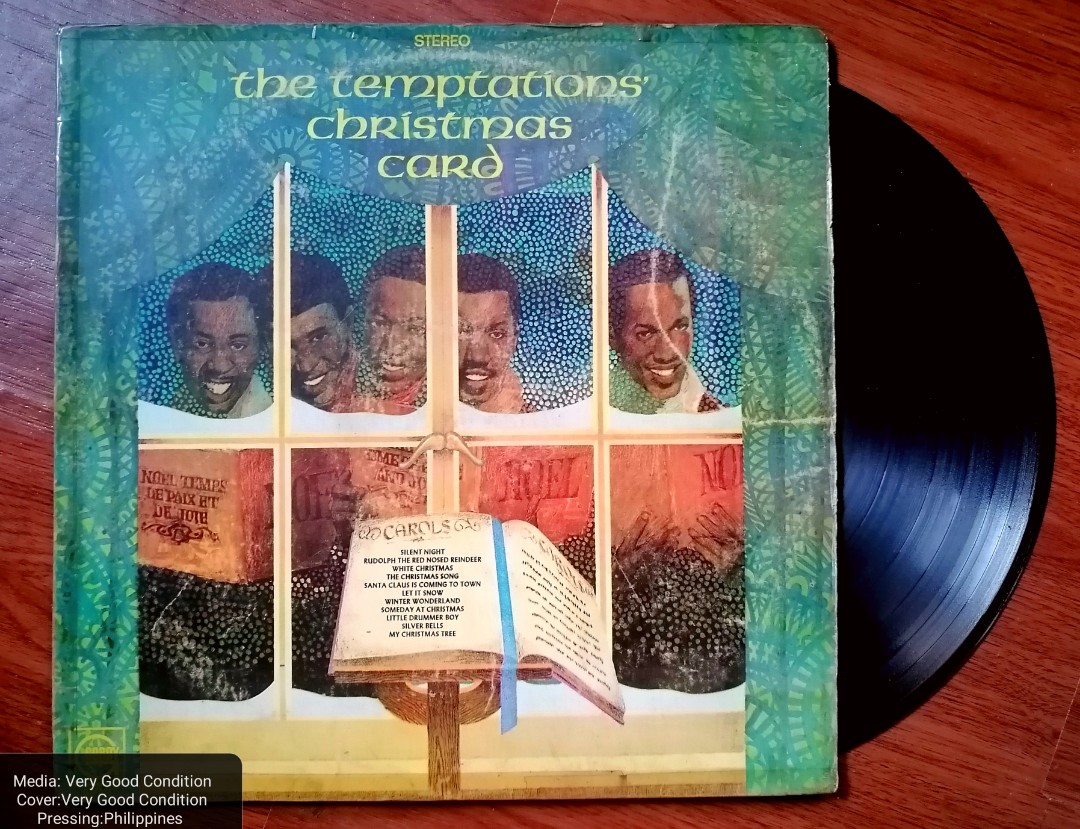 STEREO
the temptations'
christmas
card
NOEL TEMPS
DE PAIX ET
DE JOIE
NOEL
CAROLS
SILENT NIGHT
RUDOLPH THE RED NOSED REINDEER
WHITE CHRISTMAS
THE CHRISTMAS SONG
SANTA CLAUS IS COMING TO TOWN
LET IT SNOW
WINTER WONDERLAND
SOMEDAY AT CHRISTMAS
LITTLE DRUMMER BOY
SILVER BELLS
MY CHRISTMAS TREE
GORDY
Media: Very Good Condition
Cover:Very Good Condition
Pressing:Philippines